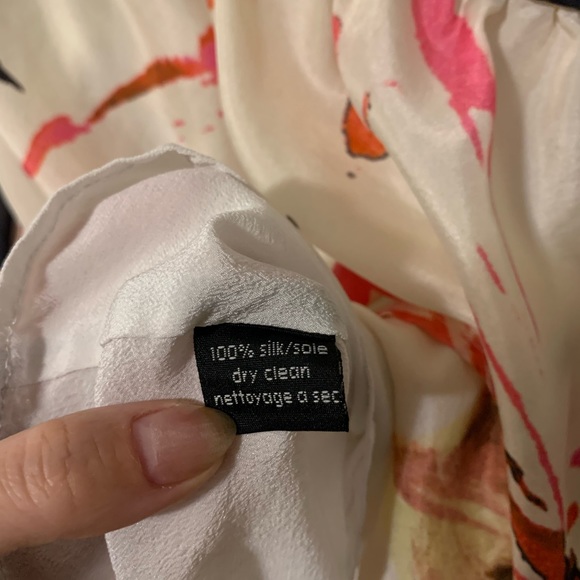 100% silk/soie
dry clean
nettoyage a sec